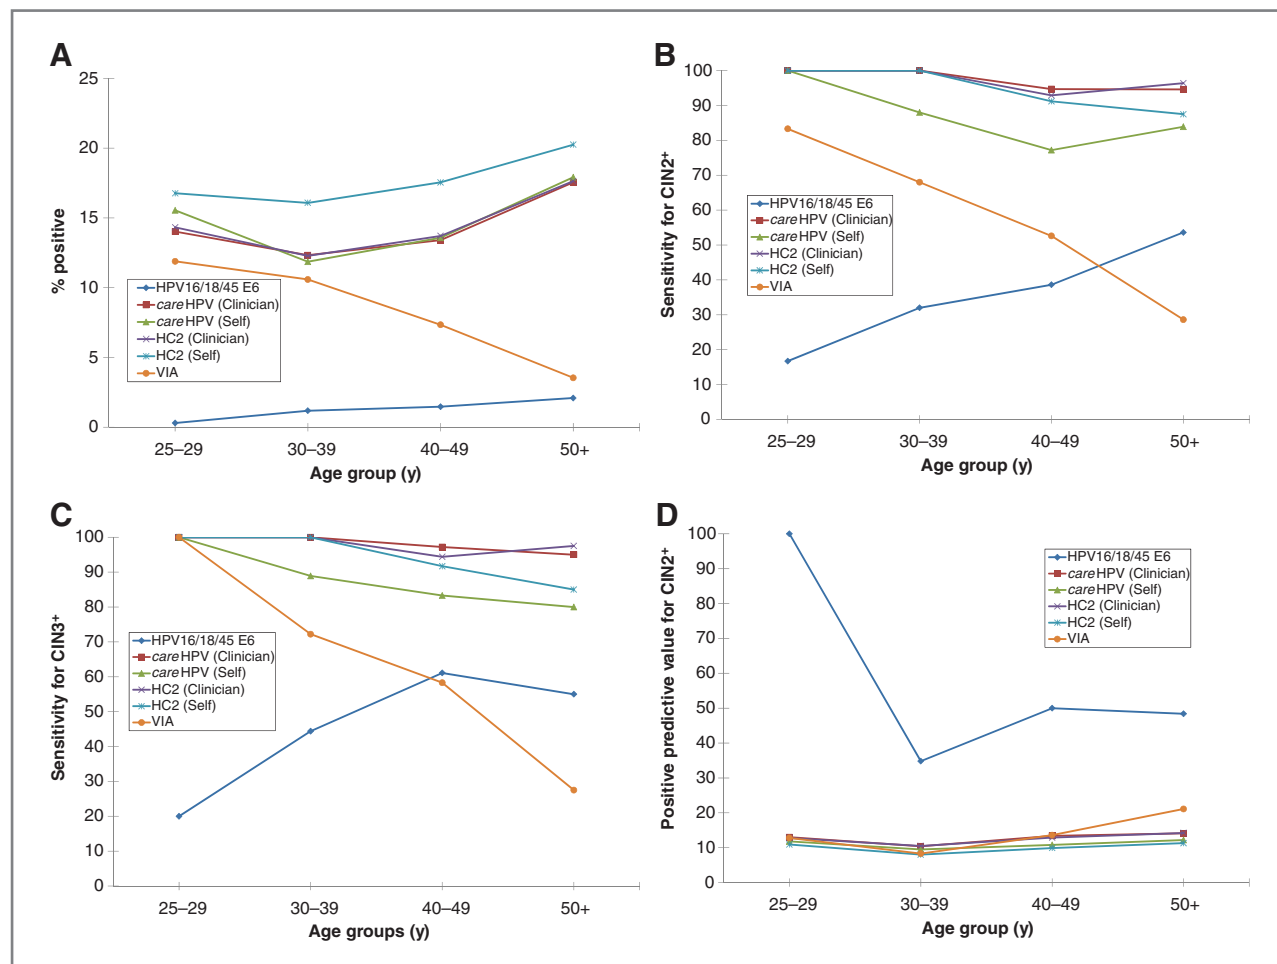 A
% positive
25
20
15
10
5
0
HPV16/18/45 E6
careHPV (Clinician)
careHPV (Self)
HC2 (Clinician)
HC2 (Self)
VIA
25–29
30–39
40–49
50+
Age group (y)
B
Sensitivity for CIN2+
100
90
80
70
60
50
40
30
20
10
0
HPV16/18/45 E6
careHPV (Clinician)
careHPV (Self)
HC2 (Clinician)
HC2 (Self)
VIA
25–29
30–39
40–49
50+
Age group (y)
C
Sensitivity for CIN3+
100
90
80
70
60
50
40
30
20
10
0
HPV16/18/45 E6
careHPV (Clinician)
careHPV (Self)
HC2 (Clinician)
HC2 (Self)
VIA
25–29
30–39
40–49
50+
Age groups (y)
D
Positive predictive value for CIN2+
100
90
80
70
60
50
40
30
20
10
0
HPV16/18/45 E6
careHPV (Clinician)
careHPV (Self)
HC2 (Clinician)
HC2 (Self)
VIA
25–29
30–39
40–49
50+
Age group (y)